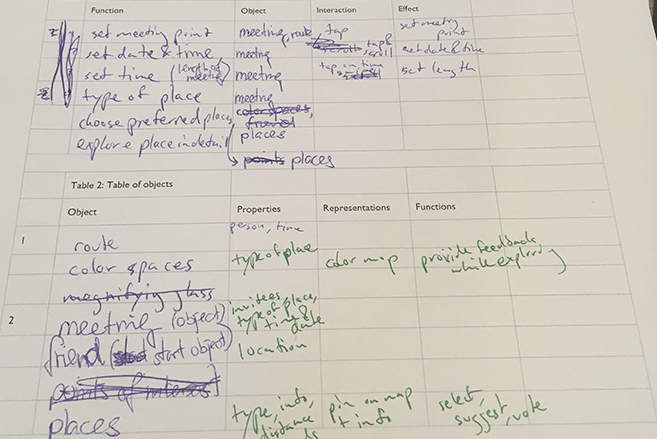 Function Object Interaction Effect
set meeting point meeting, route, tap set meeting point
set date & time meeting tap & scroll set date & time
set time (length of meeting) meeting tap on time set length
type of place meeting
choose preferred places, color spaces, friend places
explore place in detail places
points places
Table 2: Table of objects
Object Properties Representations Functions
person, time
1 route
color spaces type of place color map provide feedback while exploring
magnifying glass
2 meeting (object) invitees, type of place, time & date
friend (start object) location
points of interest
places type, info, distance pin on map + info select, suggest, vote